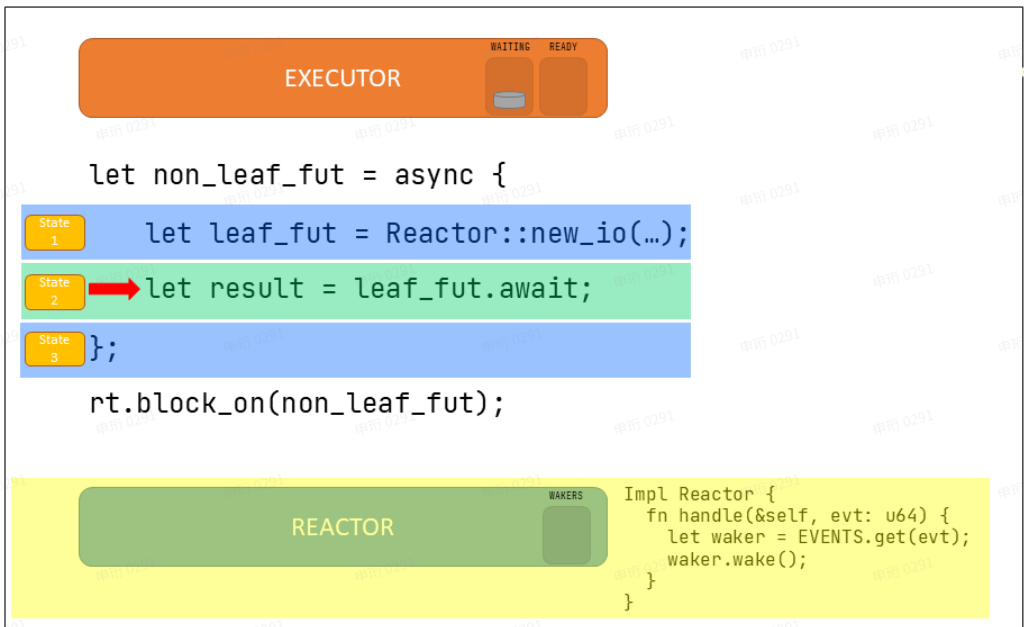 WAITING READY
EXECUTOR
let non_leaf_fut = async {
State 1
let leaf_fut = Reactor::new_io(…);
State 2
let result = leaf_fut.await;
State 3
};
rt.block_on(non_leaf_fut);
WAKERS
REACTOR
Impl Reactor {
fn handle(&self, evt: u64) {
let waker = EVENTS.get(evt);
waker.wake();
}
}